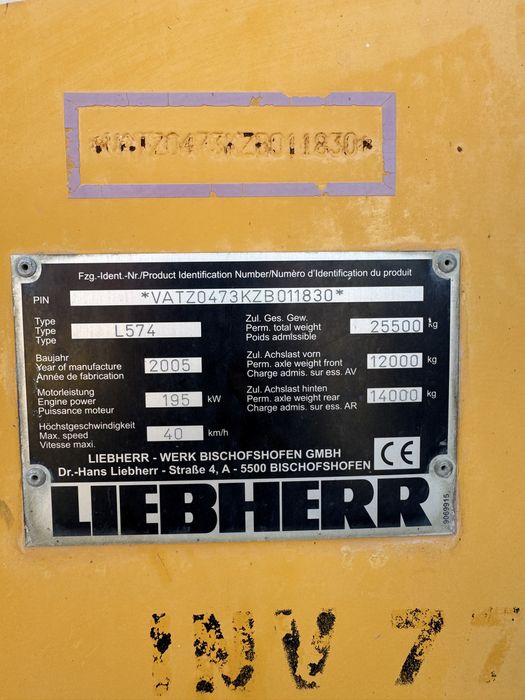 *VATZ0473KZB011830*
Fzg.-Ident.-Nr./Product Identification Number/Numèro d'Identification du produit
PIN *VATZ0473KZB011830*
Type
Type L574
Type
Zul. Ges. Gew.
Perm. total weight 25500 kg
Poids admIssible
Baujahr
Year of manufacture 2005
Année de fabrication
Zul. Achslast vorn
Perm. axle weight front 12000 kg
Charge admis. sur ess. AV
Motorleistung
Engine power 195 kW
Puissance moteur
Zul. Achslast hinten
Perm. axle weight rear 14000 kg
Charge admis. sur ess. AR
Höchstgeschwindigkeit
Max. speed 40 km/h
Vitesse maxi.
LIEBHERR - WERK BISCHOFSHOFEN GMBH
Dr.-Hans Liebherr - Straße 4, A - 5500 BISCHOFSHOFEN
CE
LIEBHERR
9069915
INV 77